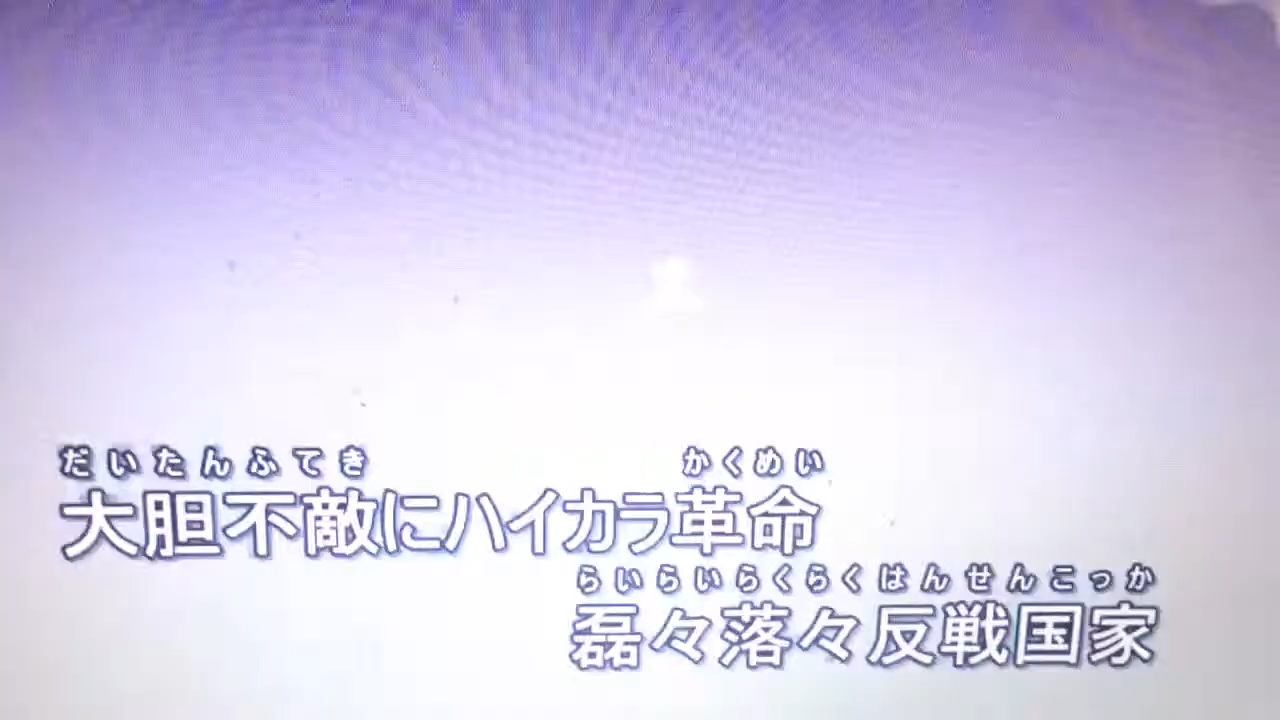 だいたんふてき かくめい
大胆不敵にハイカラ革命
らいらいらくらくはんせんこっか
磊々落々反戦国家